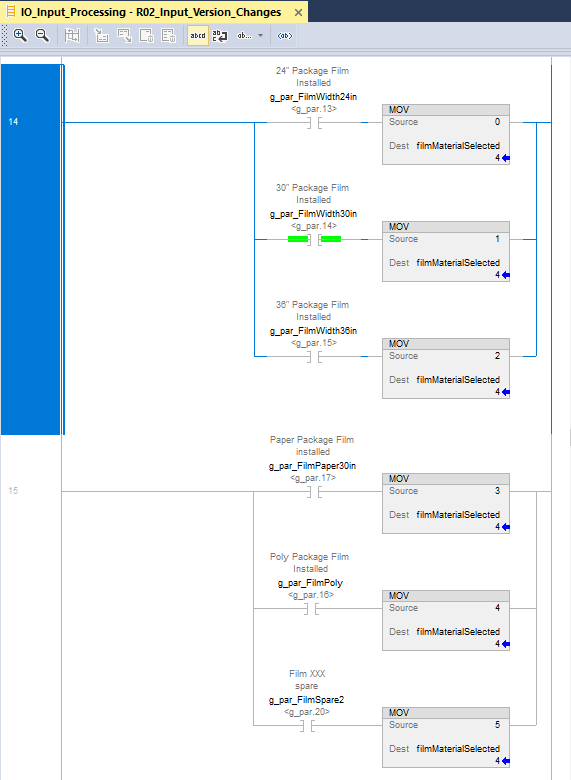 IO_Input_Processing - R02_Input_Version_Changes
abcd
ab
cd
ab...
<ab>
24" Package Film
Installed
g_par_FilmWidth24in
<g_par.13>
14
MOV
Source 0
Dest filmMaterialSelected
4
30" Package Film
Installed
g_par_FilmWidth30in
<g_par.14>
MOV
Source 1
Dest filmMaterialSelected
4
36" Package Film
Installed
g_par_FilmWidth36in
<g_par.15>
MOV
Source 2
Dest filmMaterialSelected
4
Paper Package Film
installed
g_par_FilmPaper30in
<g_par.17>
15
MOV
Source 3
Dest filmMaterialSelected
4
Poly Package Film
Installed
g_par_FilmPoly
<g_par.16>
MOV
Source 4
Dest filmMaterialSelected
4
Film XXX
spare
g_par_FilmSpare2
<g_par.20>
MOV
Source 5
Dest filmMaterialSelected
4